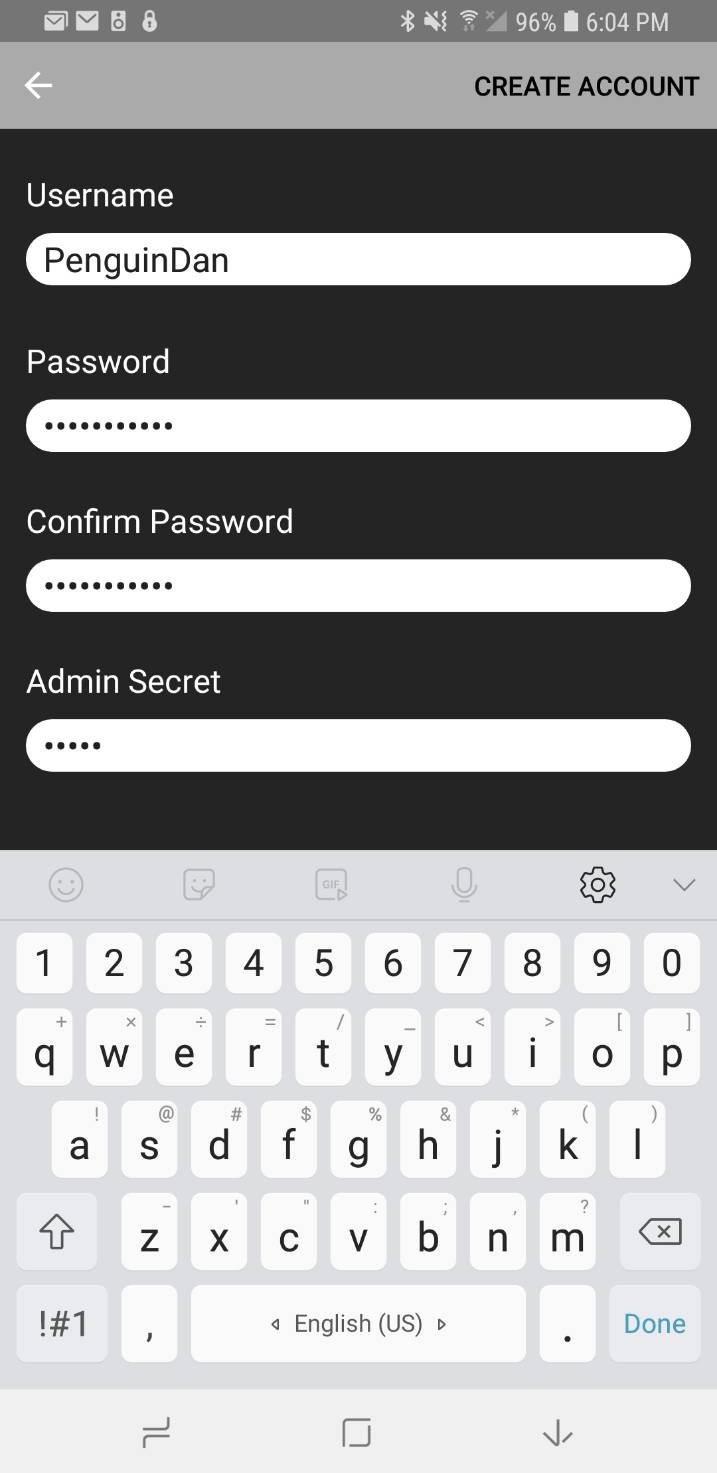 96% 6:04 PM
CREATE ACCOUNT
Username
PenguinDan
Password
•••••••••••
Confirm Password
•••••••••••
Admin Secret
•••••
GIF
1 2 3 4 5 6 7 8 9 0
+ × ÷ = / _ < > [ ]
q w e r t y u i o p
! @ # $ % & * ( )
a s d f g h j k l
- ' " : ; , ?
z x c v b n m
!#1 , English (US) . Done